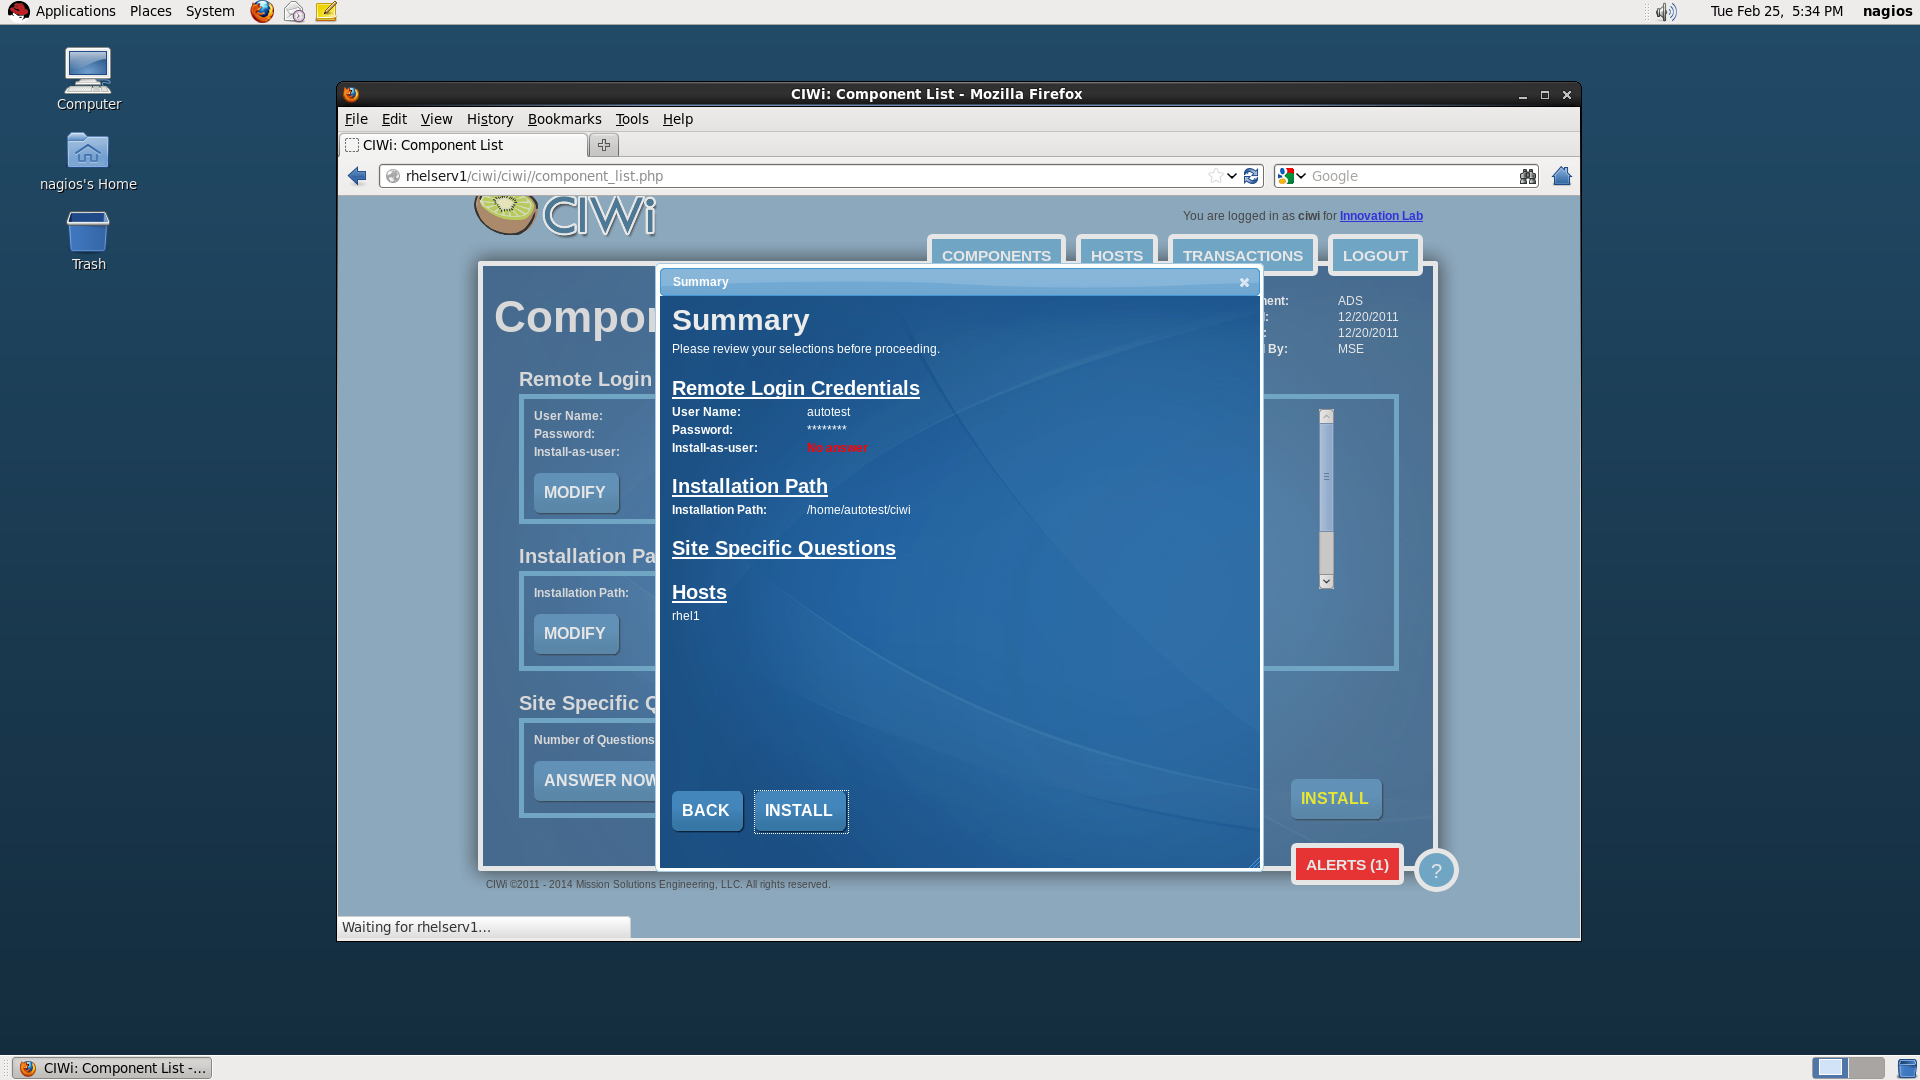 Applications Places System
Tue Feb 25, 5:34 PM nagios
Computer
nagios's Home
Trash
CIWi: Component List - Mozilla Firefox
File Edit View History Bookmarks Tools Help
CIWi: Component List
rhelserv1/ciwi/ciwi//component_list.php
Google
CIWi
You are logged in as ciwi for Innovation Lab
COMPONENTS HOSTS TRANSACTIONS LOGOUT
Summary
Summary
Please review your selections before proceeding.
Remote Login Credentials
User Name: autotest
Password: ********
Install-as-user: No answer
Installation Path
Installation Path: /home/autotest/ciwi
Site Specific Questions
Hosts
rhel1
BACK INSTALL
Compon
ment: ADS
12/20/2011
12/20/2011
By: MSE
Remote Login
User Name:
Password:
Install-as-user:
MODIFY
Installation Pa
Installation Path:
MODIFY
Site Specific Q
Number of Questions
ANSWER NOW
INSTALL
ALERTS (1)
?
CIWi ©2011 - 2014 Mission Solutions Engineering, LLC. All rights reserved.
Waiting for rhelserv1...
CIWi: Component List -...